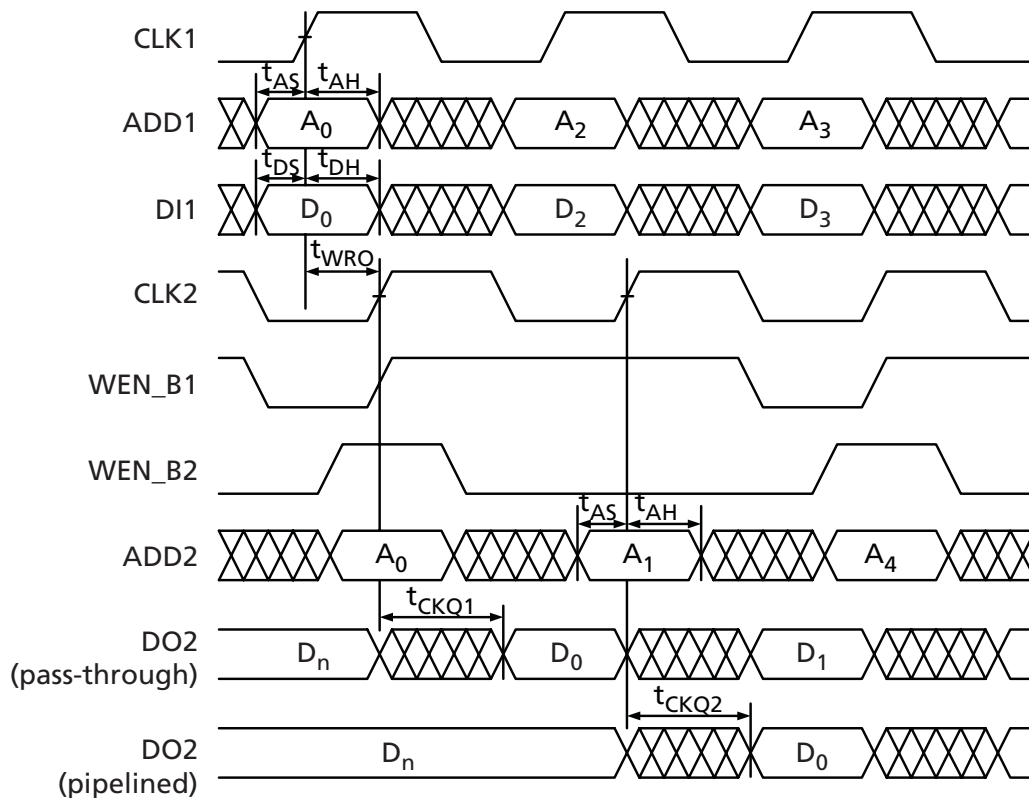 CLK1
tAS tAH
ADD1 A0 A2 A3
tDS tDH
DI1 D0 D2 D3
tWRO
CLK2
WEN_B1
WEN_B2
tAS tAH
ADD2 A0 A1 A4
tCKQ1
DO2
(pass-through)
Dn D0 D1
tCKQ2
DO2
(pipelined)
Dn D0